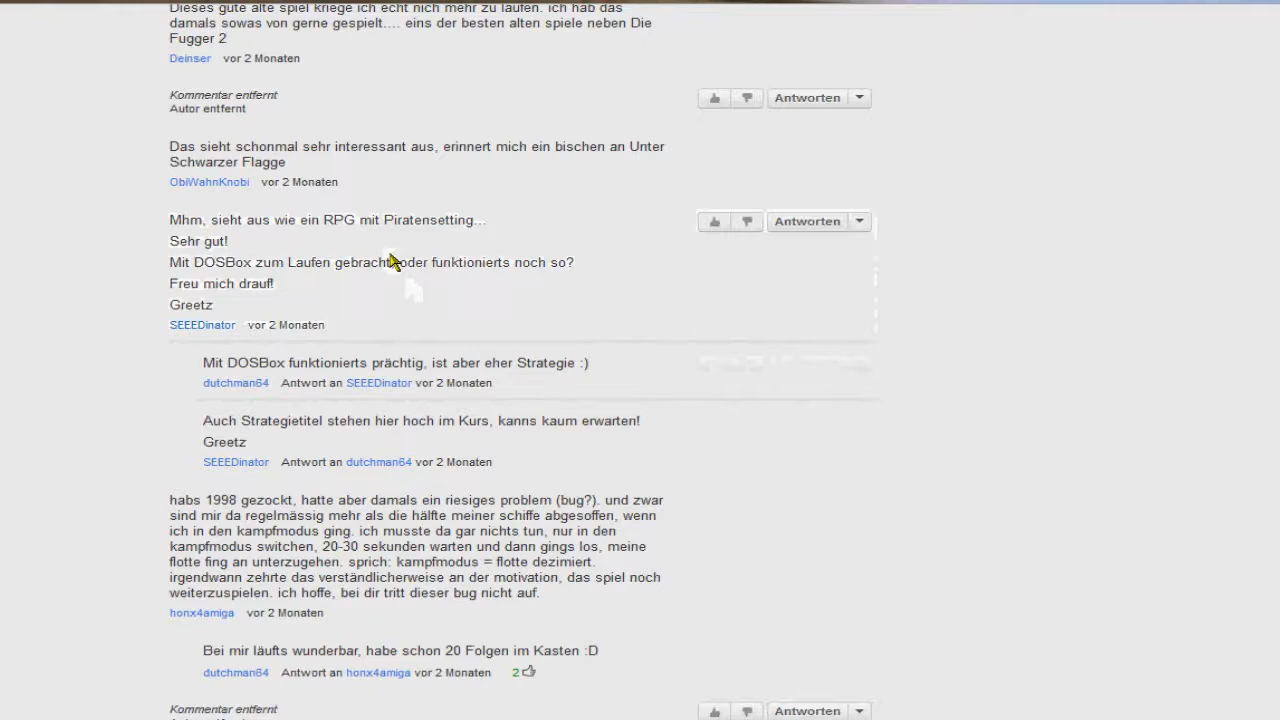 Dieses gute alte spiel kriege ich echt nich mehr zu laufen. ich hab das
damals sowas von gerne gespielt.... eins der besten alten spiele neben Die
Fugger 2
Deinser vor 2 Monaten
Kommentar entfernt
Autor entfernt
Antworten
Das sieht schonmal sehr interessant aus, erinnert mich ein bischen an Unter
Schwarzer Flagge
ObiWahnKnobi vor 2 Monaten
Mhm, sieht aus wie ein RPG mit Piratensetting...
Antworten
Sehr gut!
Mit DOSBox zum Laufen gebracht oder funktionierts noch so?
Freu mich drauf!
Greetz
SEEEDinator vor 2 Monaten
Mit DOSBox funktionierts prächtig, ist aber eher Strategie :)
dutchman64 Antwort an SEEEDinator vor 2 Monaten
Auch Strategietitel stehen hier hoch im Kurs, kanns kaum erwarten!
Greetz
SEEEDinator Antwort an dutchman64 vor 2 Monaten
habs 1998 gezockt, hatte aber damals ein riesiges problem (bug?). und zwar
sind mir da regelmässig mehr als die hälfte meiner schiffe abgesoffen, wenn
ich in den kampfmodus ging. ich musste da gar nichts tun, nur in den
kampfmodus switchen, 20-30 sekunden warten und dann gings los, meine
flotte fing an unterzugehen. sprich: kampfmodus = flotte dezimiert.
irgendwann zehrte das verständlicherweise an der motivation, das spiel noch
weiterzuspielen. ich hoffe, bei dir tritt dieser bug nicht auf.
honx4amiga vor 2 Monaten
Bei mir läufts wunderbar, habe schon 20 Folgen im Kasten :D
dutchman64 Antwort an honx4amiga vor 2 Monaten 2
Kommentar entfernt
Antworten